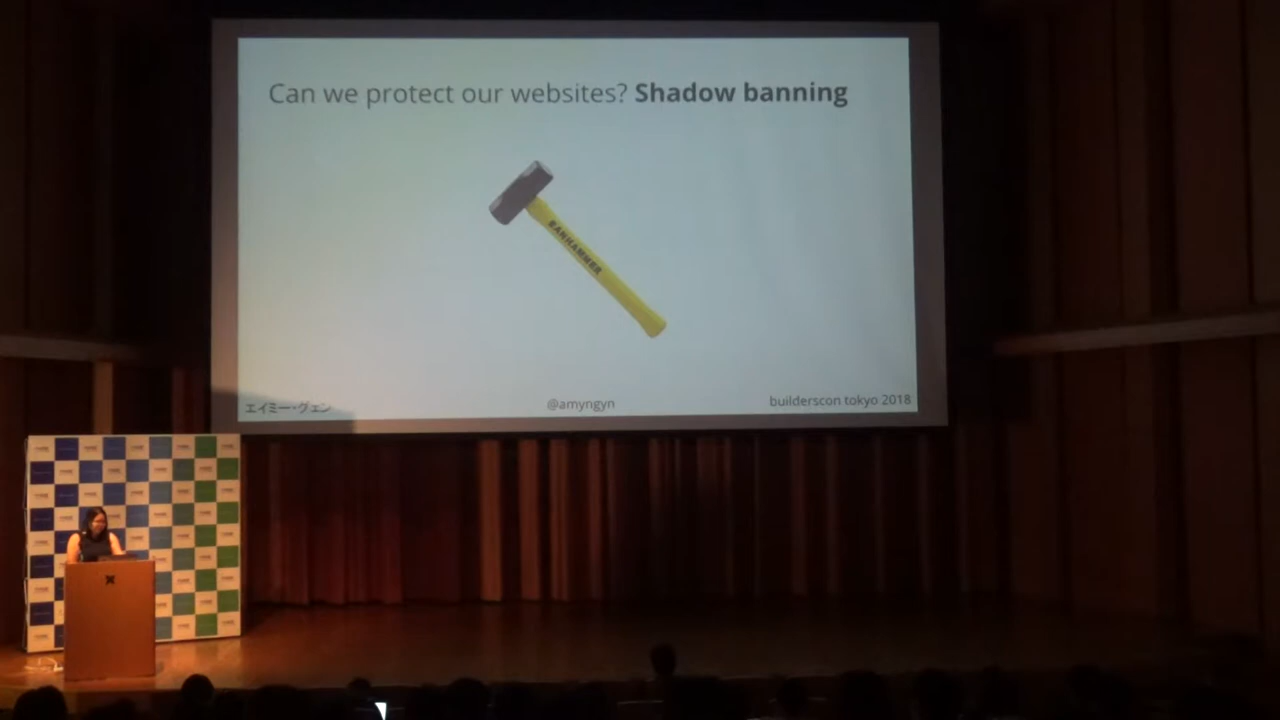 Can we protect our websites? Shadow banning
BANHAMMER
エイミー・グェン
@amyngyn
builderscon tokyo 2018